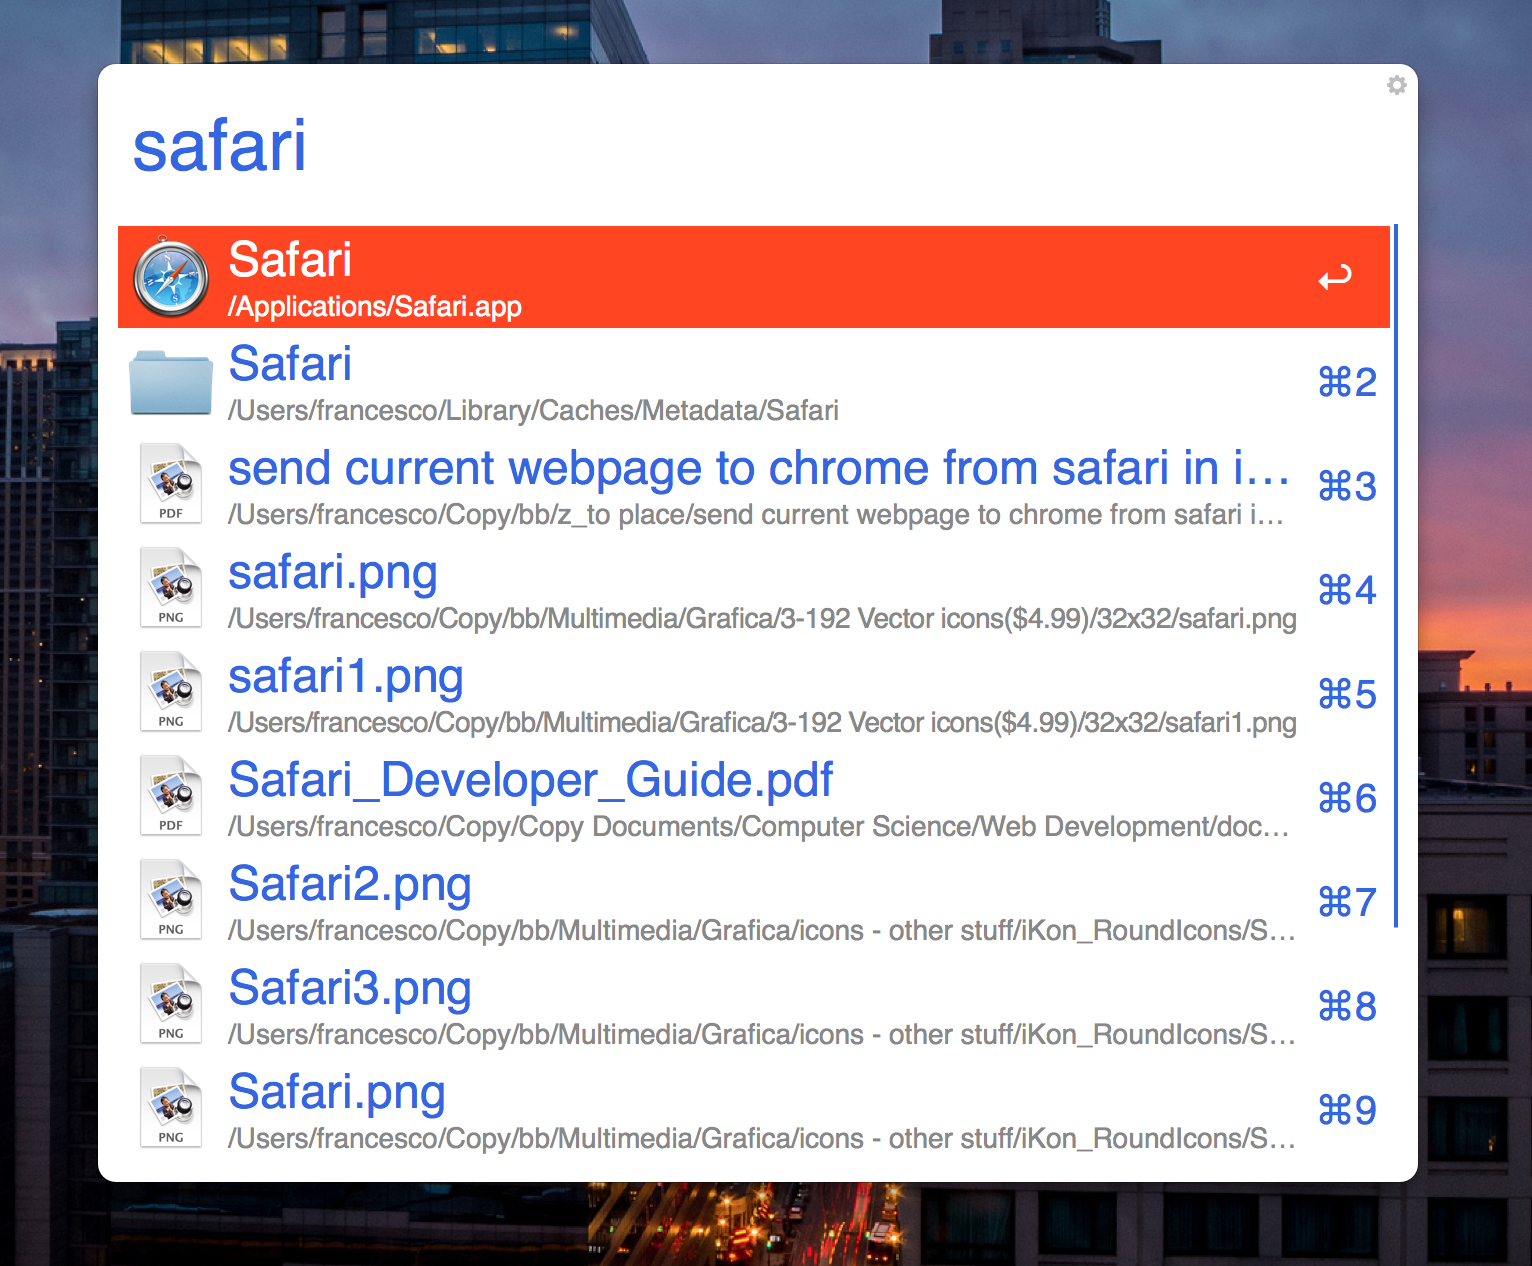 safari
Safari
/Applications/Safari.app
Safari
⌘2
/Users/francesco/Library/Caches/Metadata/Safari
send current webpage to chrome from safari in i…
⌘3
/Users/francesco/Copy/bb/z_to place/send current webpage to chrome from safari i…
PDF
safari.png
⌘4
/Users/francesco/Copy/bb/Multimedia/Grafica/3-192 Vector icons($4.99)/32x32/safari.png
PNG
safari1.png
⌘5
/Users/francesco/Copy/bb/Multimedia/Grafica/3-192 Vector icons($4.99)/32x32/safari1.png
PNG
Safari_Developer_Guide.pdf
⌘6
/Users/francesco/Copy/Copy Documents/Computer Science/Web Development/doc…
PDF
Safari2.png
⌘7
/Users/francesco/Copy/bb/Multimedia/Grafica/icons - other stuff/iKon_RoundIcons/S…
PNG
Safari3.png
⌘8
/Users/francesco/Copy/bb/Multimedia/Grafica/icons - other stuff/iKon_RoundIcons/S…
PNG
Safari.png
⌘9
/Users/francesco/Copy/bb/Multimedia/Grafica/icons - other stuff/iKon_RoundIcons/S…
PNG